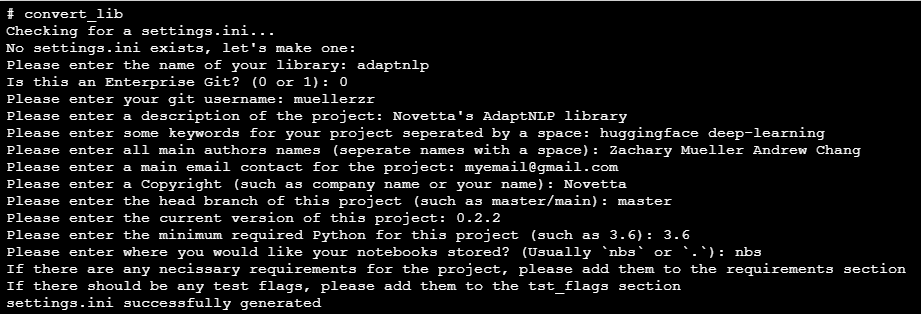 # convert_lib
Checking for a settings.ini...
No settings.ini exists, let's make one:
Please enter the name of your library: adaptnlp
Is this an Enterprise Git? (0 or 1): 0
Please enter your git username: muellerzr
Please enter a description of the project: Novetta's AdaptNLP library
Please enter some keywords for your project seperated by a space: huggingface deep-learning
Please enter all main authors names (seperate names with a space): Zachary Mueller Andrew Chang
Please enter a main email contact for the project: myemail@gmail.com
Please enter a Copyright (such as company name or your name): Novetta
Please enter the head branch of this project (such as master/main): master
Please enter the current version of this project: 0.2.2
Please enter the minimum required Python for this project (such as 3.6): 3.6
Please enter where you would like your notebooks stored? (Usually `nbs` or `.`): nbs
If there are any necissary requirements for the project, please add them to the requirements section
If there should be any test flags, please add them to the tst_flags section
settings.ini successfully generated